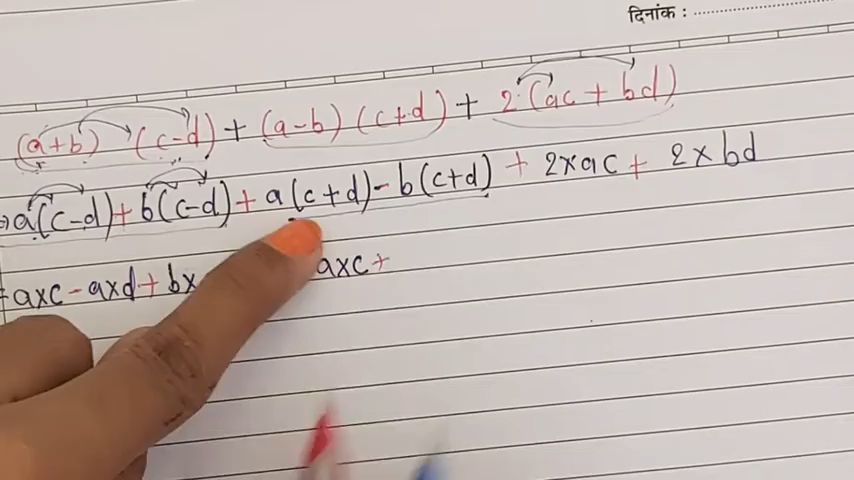 दिनांक :
(a+b) (c-d) + (a-b) (c+d) + 2 (ac + bd)
⇒ a(c-d) + b(c-d) + a(c+d) - b(c+d) + 2×ac + 2×bd
= a×c - a×d + b× a×c +